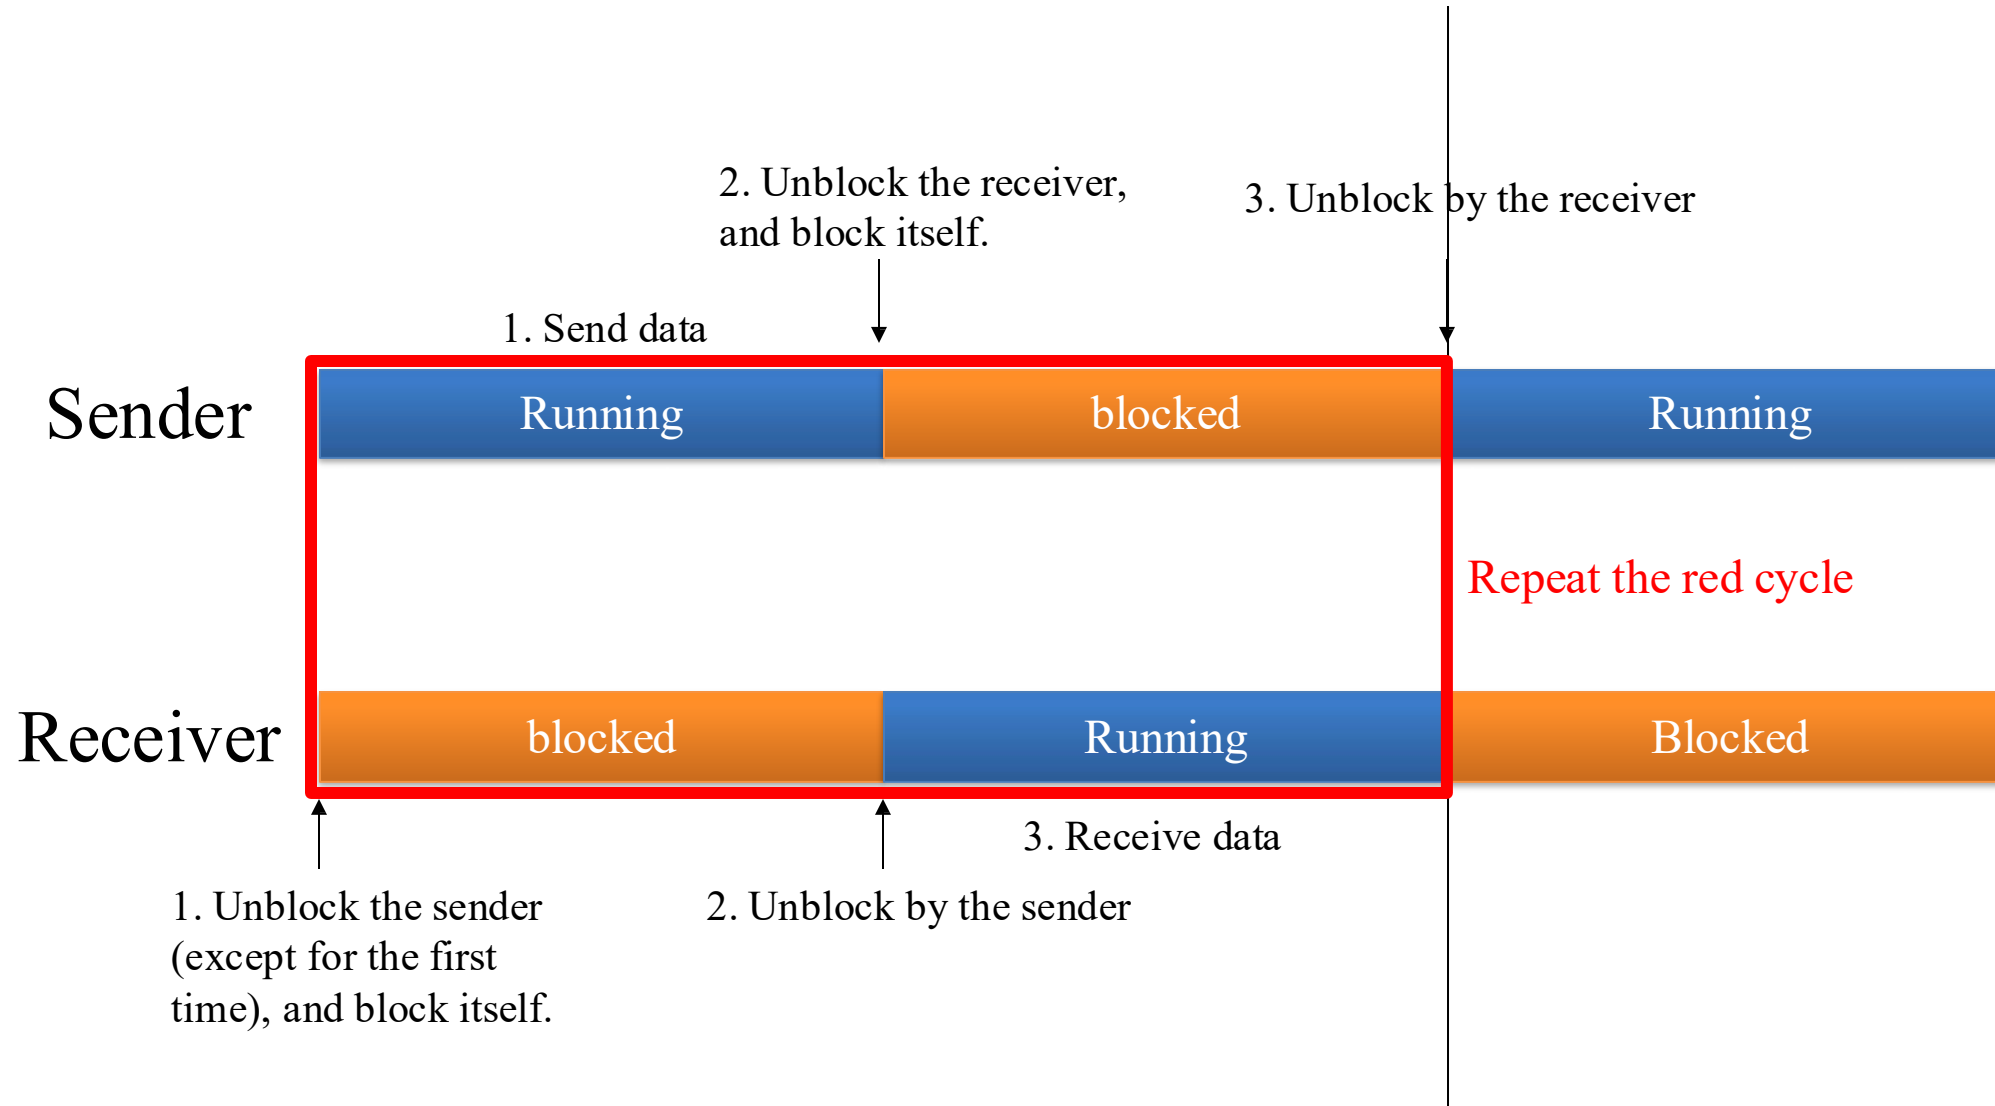 2. Unblock the receiver,
and block itself.
3. Unblock by the receiver
1. Send data
Sender
Running
blocked
Running
Repeat the red cycle
Receiver
blocked
Running
Blocked
3. Receive data
1. Unblock the sender
(except for the first
time), and block itself.
2. Unblock by the sender